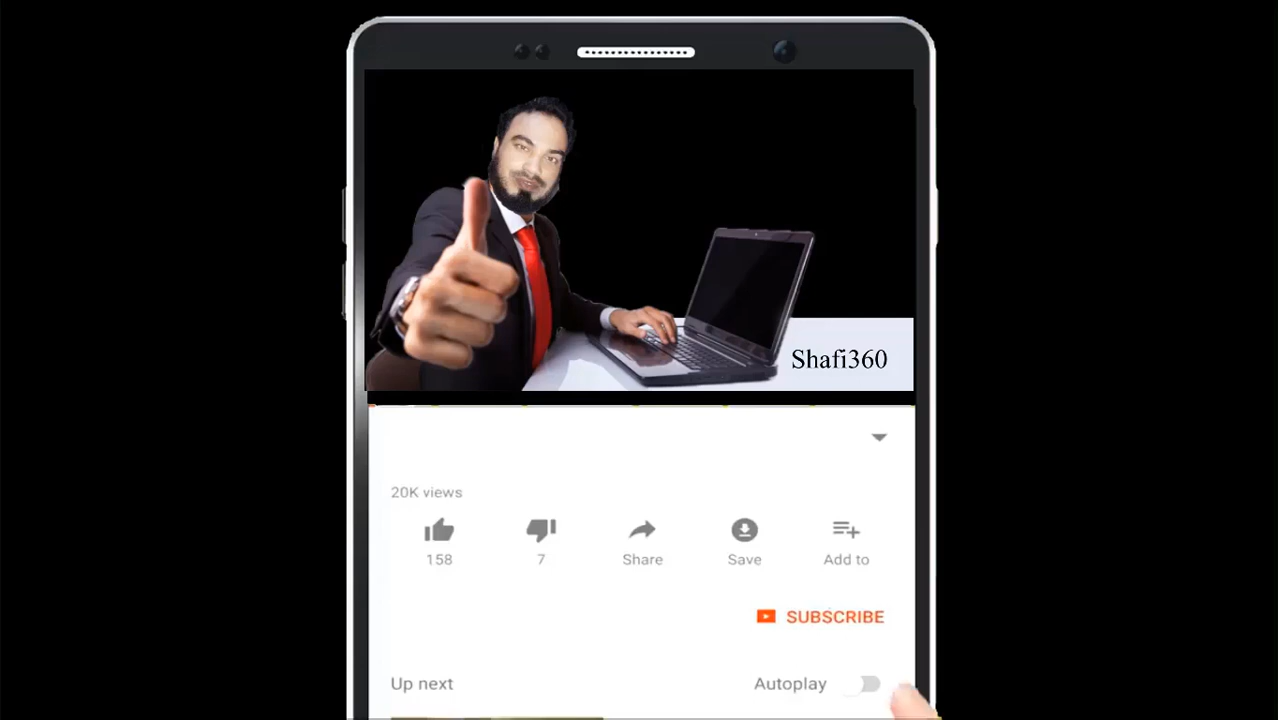 Shafi360
20K views
158
7
Share
Save
Add to
SUBSCRIBE
Up next
Autoplay